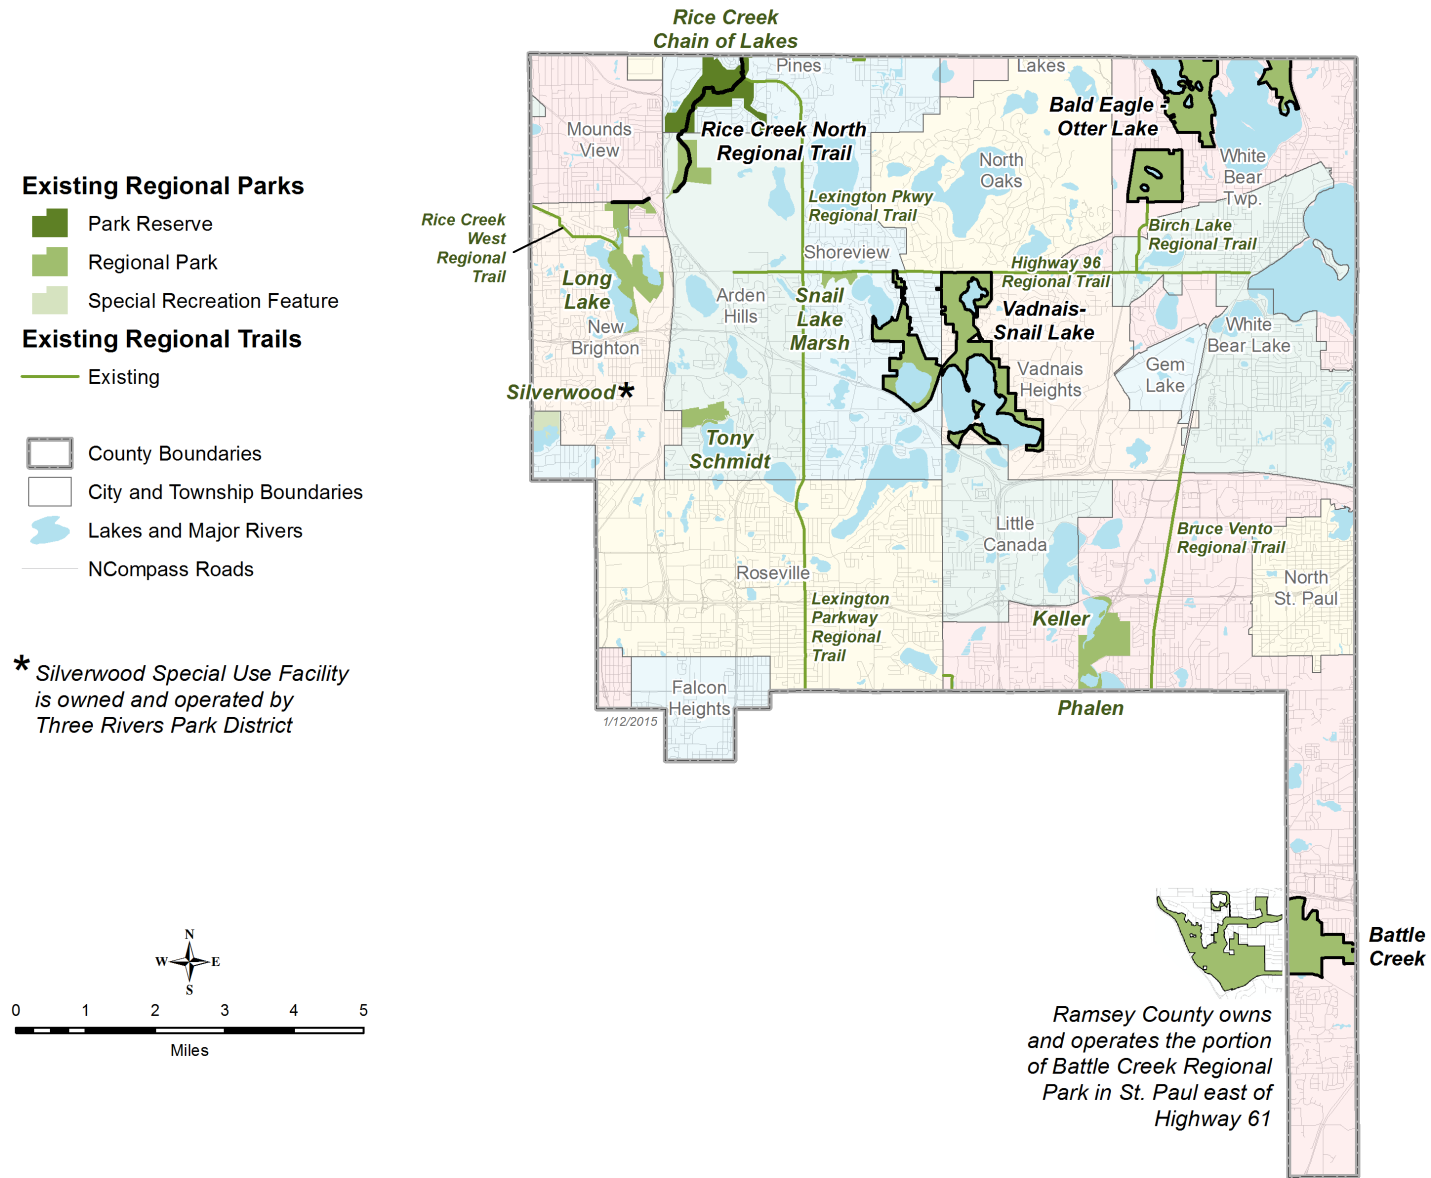 Rice Creek
Chain of Lakes
Pines
Lakes
Mounds
View
Rice Creek North
Regional Trail
Bald Eagle -
Otter Lake
North
Oaks
White
Bear
Twp.
Existing Regional Parks
Park Reserve
Regional Park
Special Recreation Feature
Existing Regional Trails
Existing
County Boundaries
City and Township Boundaries
Lakes and Major Rivers
NCompass Roads
Rice Creek
West
Regional
Trail
Lexington Pkwy
Regional Trail
Birch Lake
Regional Trail
Shoreview
Highway 96
Regional Trail
Long
Lake
Arden
Hills
Snail
Lake
Marsh
Vadnais-
Snail Lake
New
Brighton
White
Bear Lake
Vadnais
Heights
Gem
Lake
Silverwood*
Tony
Schmidt
Little
Canada
Bruce Vento
Regional Trail
Roseville
North
St. Paul
Lexington
Parkway
Regional
Trail
Keller
Falcon
Heights
Phalen
1/12/2015
* Silverwood Special Use Facility
is owned and operated by
Three Rivers Park District
Battle
Creek
N
W E
S
0 1 2 3 4 5
Miles
Ramsey County owns
and operates the portion
of Battle Creek Regional
Park in St. Paul east of
Highway 61